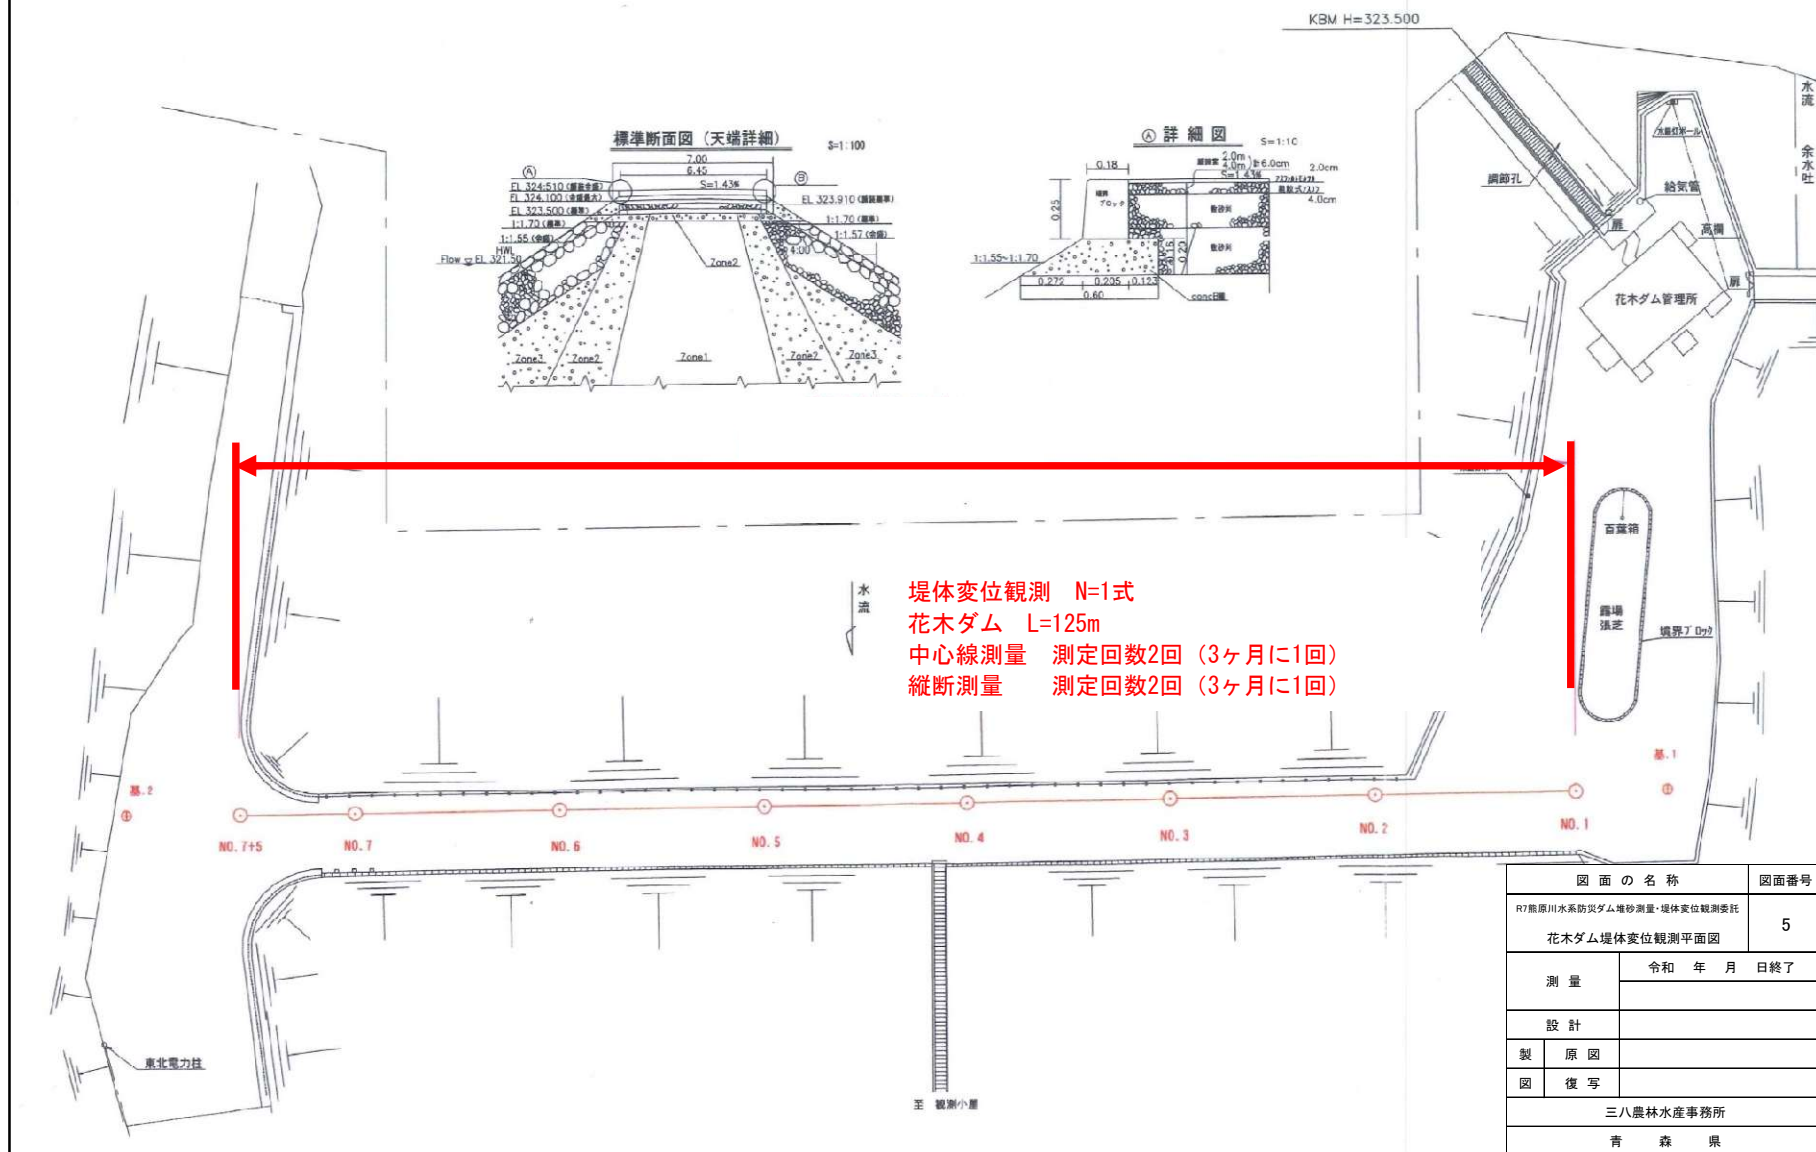 KBM H=323.500
水流
余水吐
標準断面図（天端詳細）
S=1:100
7.00
6.45
S=1.43%
Ⓐ
Ⓑ
EL 324.510
EL 324.100
EL 323.500
1:1.70
1:1.55
HWL
Flow EL 321.50
EL 323.910
1:1.70
1:1.57
4:00
Zone2
Zone3
Zone2
Zone1
Zone2
Zone3
Ⓐ 詳細図
S=1:10
0.18
2.0m
4.0m
計6.0cm
S=1.43%
2.0cm
4.0cm
0.25
ブロック
0.15
0.20
1:1.55~1:1.70
0.272
0.205
0.123
0.60
調節孔
給気管
扉
高欄
扉
花木ダム管理所
百葉箱
露場
張芝
境界ブロック
水流
堤体変位観測　N=1式
花木ダム　L=125m
中心線測量　測定回数2回（3ヶ月に1回）
縦断測量　　測定回数2回（3ヶ月に1回）
基.2
基.1
NO.7+5
NO.7
NO.6
NO.5
NO.4
NO.3
NO.2
NO.1
東北電力柱
至　観測小屋
図面の名称　図面番号
R7熊原川水系防災ダム堆砂測量・堤体変位観測委託
花木ダム堤体変位観測平面図　5
測量　令和　年　月　日終了
設計
製　原図
図　復写
三八農林水産事務所
青　森　県